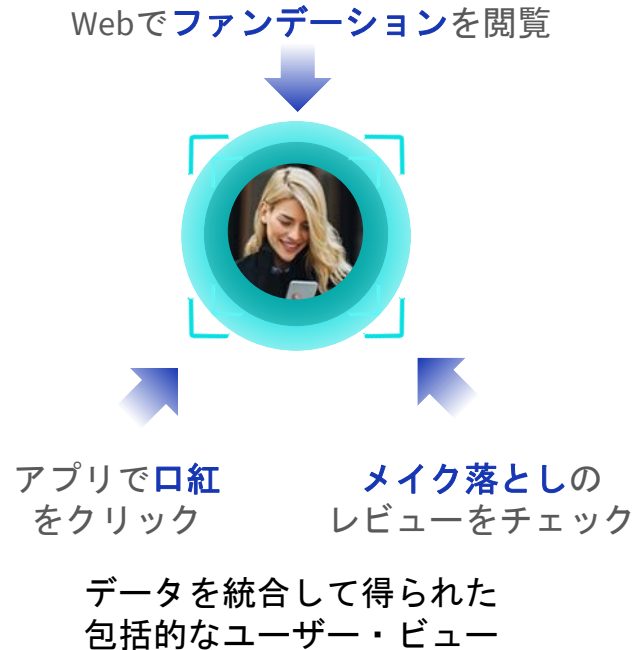 Webでファンデーションを閲覧
アプリで口紅
をクリック
メイク落としの
レビューをチェック
データを統合して得られた
包括的なユーザー・ビュー